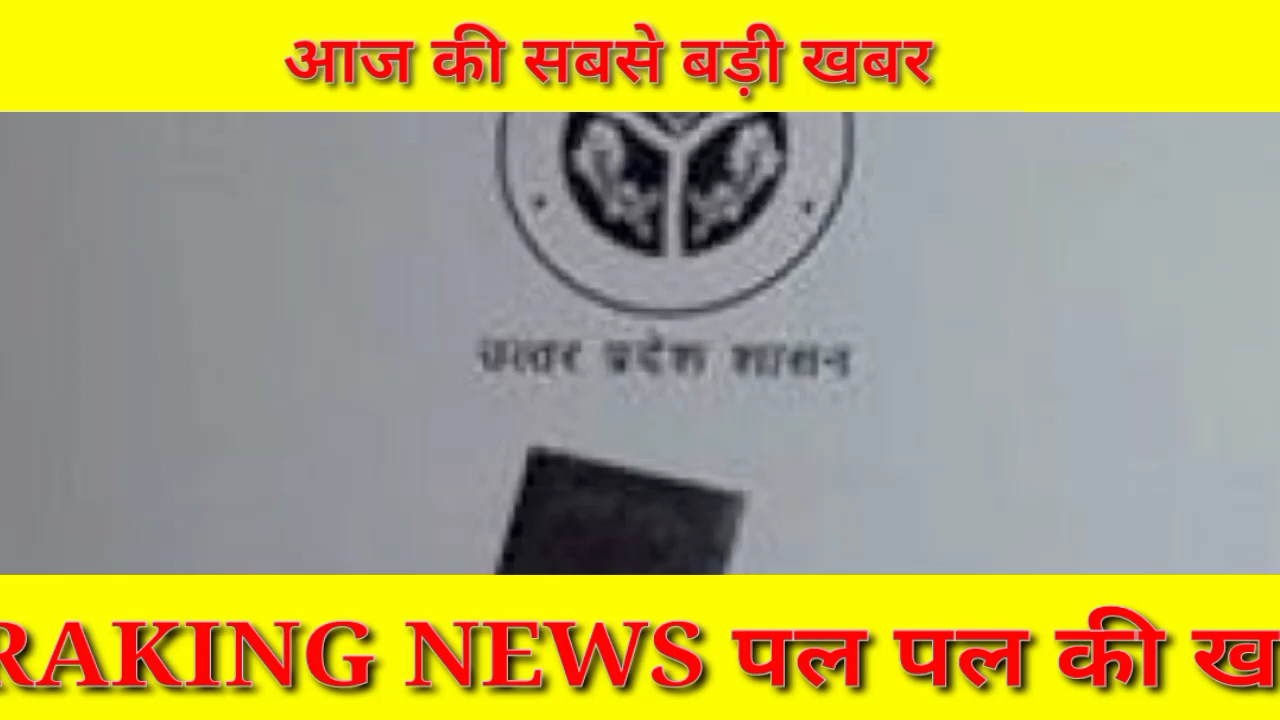 आज की सबसे बड़ी खबर
उत्तर प्रदेश शासन
RAKING NEWS पल पल की ख